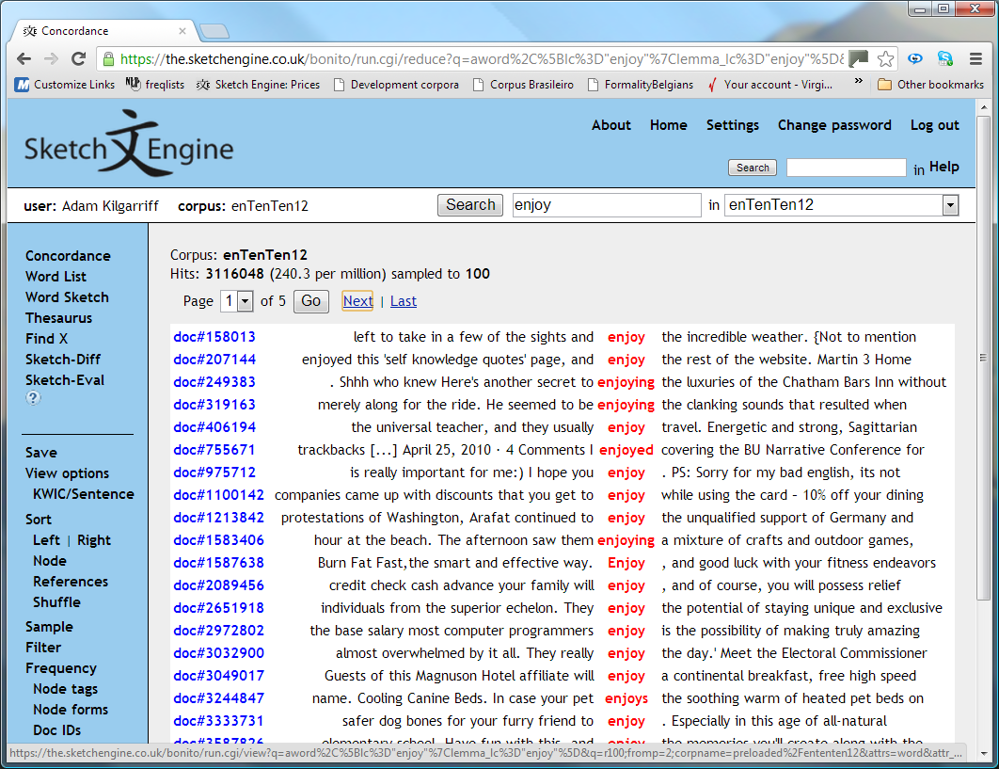 Concordance
https://the.sketchengine.co.uk/bonito/run.cgi/reduce?q=aword%2C%5Blc%3D"enjoy"%7Clemma_lc%3D"enjoy"%5D&
Customize Links freqlists Sketch Engine: Prices Development corpora Corpus Brasileiro FormalityBelgians Your account - Virgi... » Other bookmarks
Sketch 文 Engine
About Home Settings Change password Log out
Search in Help
user: Adam Kilgarriff corpus: enTenTen12 Search enjoy in enTenTen12
Concordance
Word List
Word Sketch
Thesaurus
Find X
Sketch-Diff
Sketch-Eval
?
Save
View options
KWIC/Sentence
Sort
Left | Right
Node
References
Shuffle
Sample
Filter
Frequency
Node tags
Node forms
Doc IDs
Corpus: enTenTen12
Hits: 3116048 (240.3 per million) sampled to 100
Page 1 of 5 Go Next | Last
doc#158013 left to take in a few of the sights and enjoy the incredible weather. {Not to mention
doc#207144 enjoyed this 'self knowledge quotes' page, and enjoy the rest of the website. Martin 3 Home
doc#249383 . Shhh who knew Here's another secret to enjoying the luxuries of the Chatham Bars Inn without
doc#319163 merely along for the ride. He seemed to be enjoying the clanking sounds that resulted when
doc#406194 the universal teacher, and they usually enjoy travel. Energetic and strong, Sagittarian
doc#755671 trackbacks [...] April 25, 2010 · 4 Comments I enjoyed covering the BU Narrative Conference for
doc#975712 is really important for me:) I hope you enjoy . PS: Sorry for my bad english, its not
doc#1100142 companies came up with discounts that you get to enjoy while using the card – 10% off your dining
doc#1213842 protestations of Washington, Arafat continued to enjoy the unqualified support of Germany and
doc#1583406 hour at the beach. The afternoon saw them enjoying a mixture of crafts and outdoor games,
doc#1587638 Burn Fat Fast,the smart and effective way. Enjoy , and good luck with your fitness endeavors
doc#2089456 credit check cash advance your family will enjoy , and of course, you will possess relief
doc#2651918 individuals from the superior echelon. They enjoy the potential of staying unique and exclusive
doc#2972802 the base salary most computer programmers enjoy is the possibility of making truly amazing
doc#3032900 almost overwhelmed by it all. They really enjoy the day.' Meet the Electoral Commissioner
doc#3049017 Guests of this Magnuson Hotel affiliate will enjoy a continental breakfast, free high speed
doc#3244847 name. Cooling Canine Beds. In case your pet enjoys the soothing warm of heated pet beds on
doc#3333731 safer dog bones for your furry friend to enjoy . Especially in this age of all-natural
doc#3587826 elementary school. Have fun with this, and enjoy the memories you'll create along with the
https://the.sketchengine.co.uk/bonito/run.cgi/view?q=aword%2C%5Blc%3D"enjoy"%7Clemma_lc%3D"enjoy"%5D&q=r100;fromp=2;corpname=preloaded%2Fententen12&attrs=word&attr_...